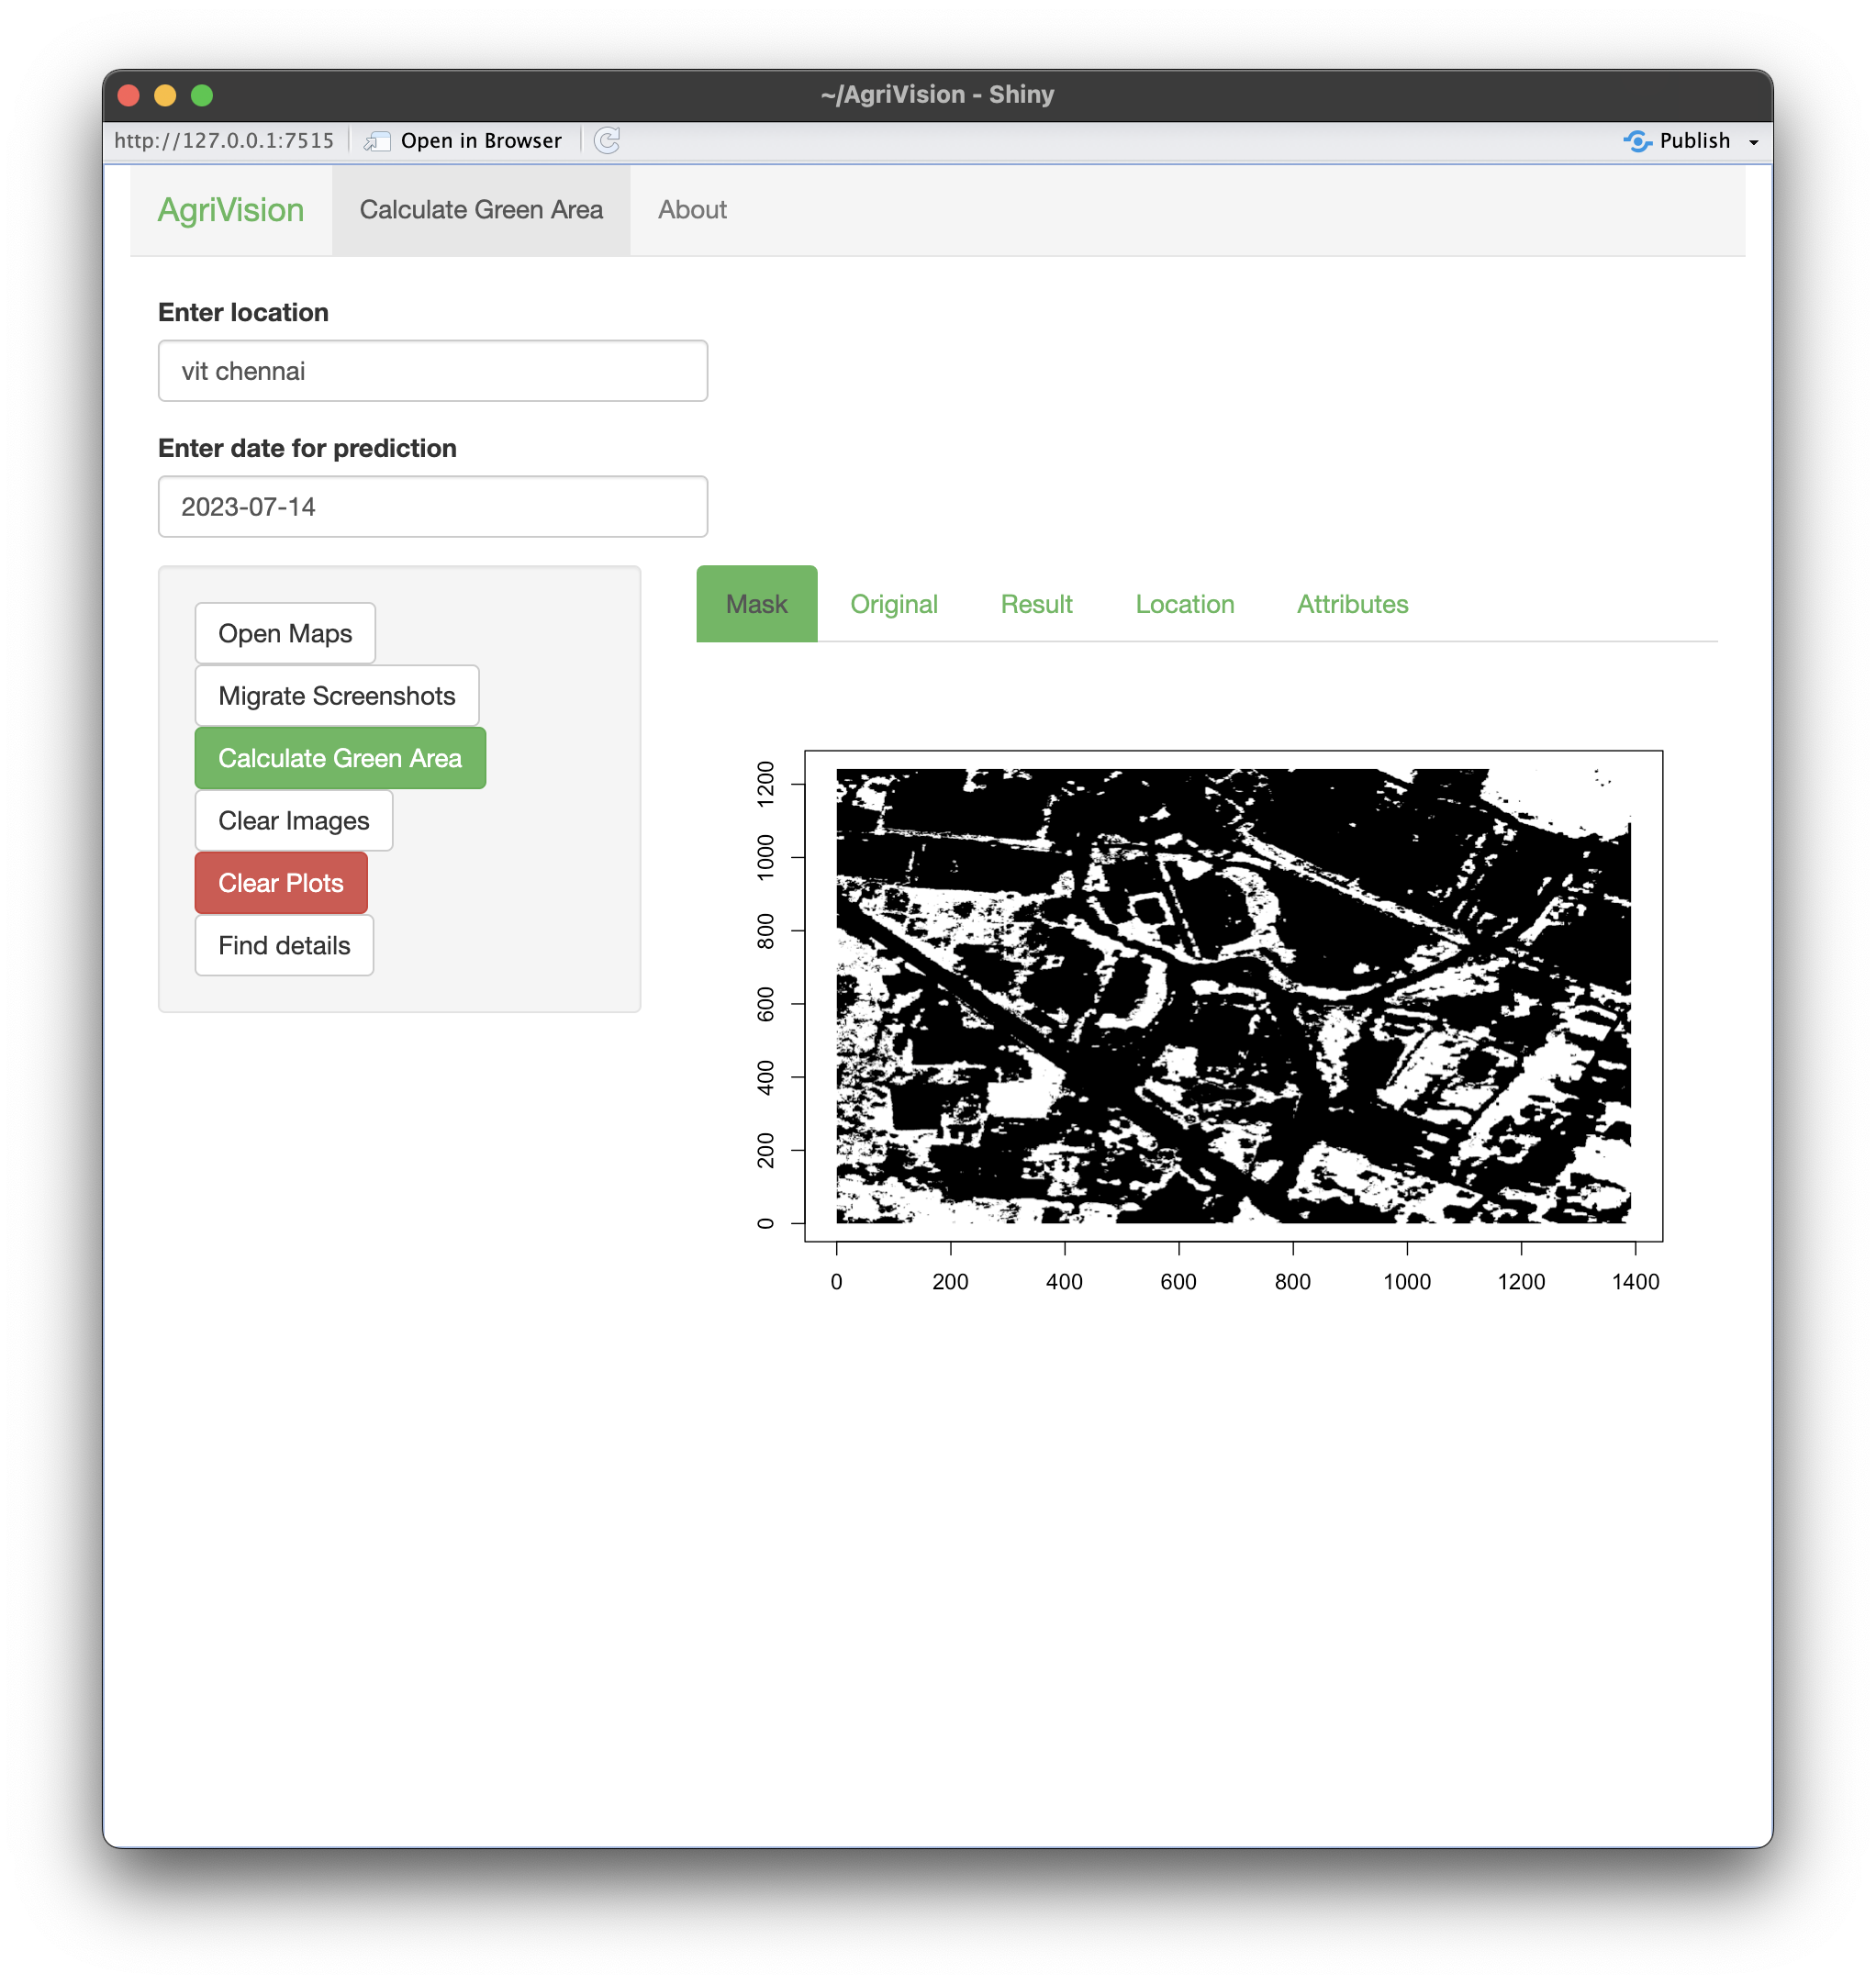 ~/AgriVision - Shiny
http://127.0.0.1:7515 Open in Browser Publish
AgriVision Calculate Green Area About
Enter location
vit chennai
Enter date for prediction
2023-07-14
Open Maps
Migrate Screenshots
Calculate Green Area
Clear Images
Clear Plots
Find details
Mask Original Result Location Attributes
1200
1000
800
600
400
200
0
0 200 400 600 800 1000 1200 1400